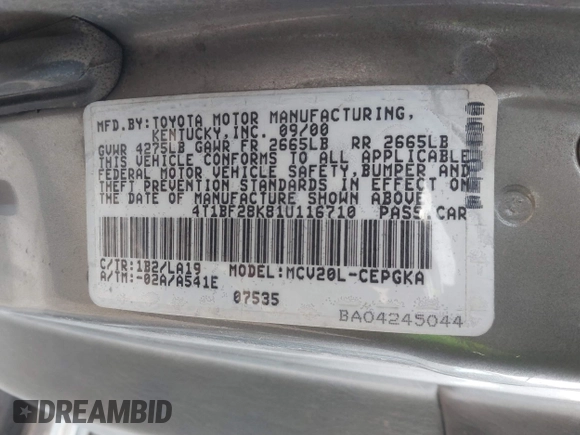 MFD.BY:TOYOTA MOTOR MANUFACTURING,
KENTUCKY,INC. 09/00
GVWR 4275LB GAWR FR 2665LB RR 2665LB
THIS VEHICLE CONFORMS TO ALL APPLICABLE
FEDERAL MOTOR VEHICLE SAFETY,BUMPER AND
THEFT PREVENTION STANDARDS IN EFFECT ON
THE DATE OF MANUFACTURE SHOWN ABOVE.
4T1BF28KB1U116710 PASS.CAR
C/TR:1B2/LA19 MODEL:MCV20L-CEPGKA
A/TM:-02A/A541E
07535
BA04245044
DREAMBID